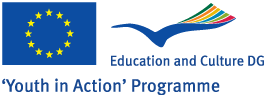 Education and Culture DG
'Youth in Action' Programme